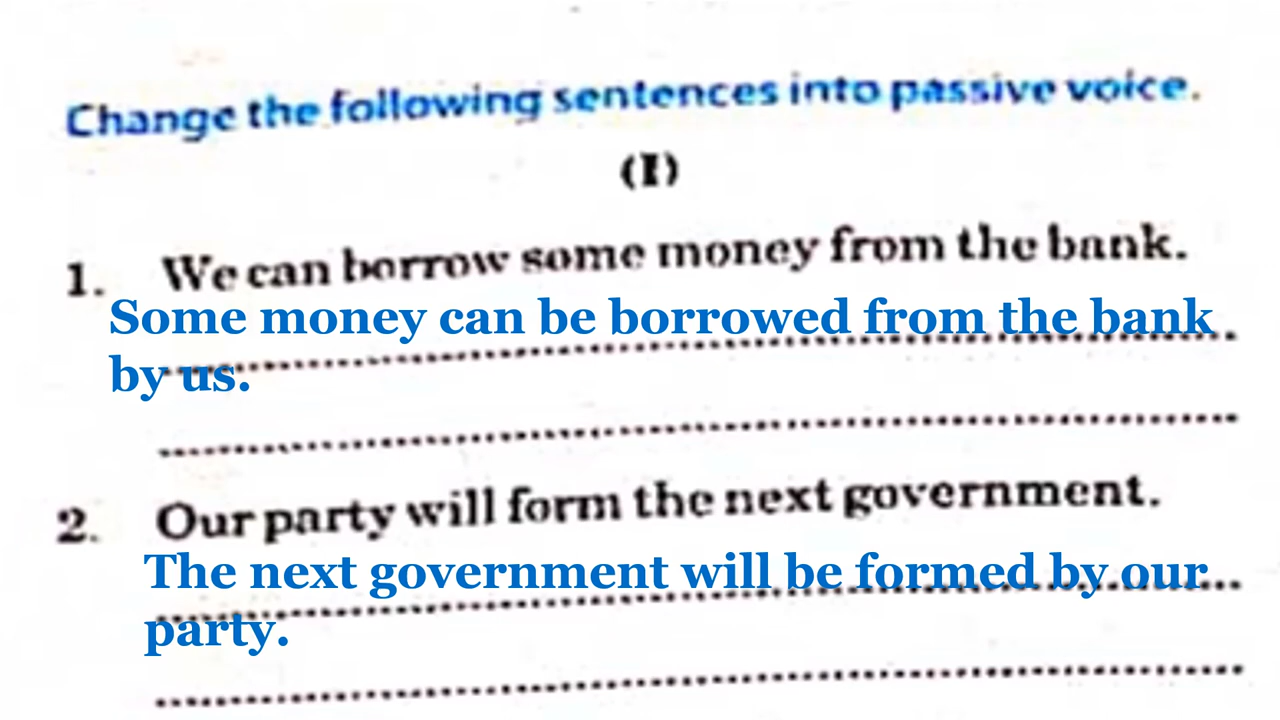 Change the following sentences into passive voice.
(I)
1. We can borrow some money from the bank.
Some money can be borrowed from the bank
by us.
2. Our party will form the next government.
The next government will be formed by our
party.